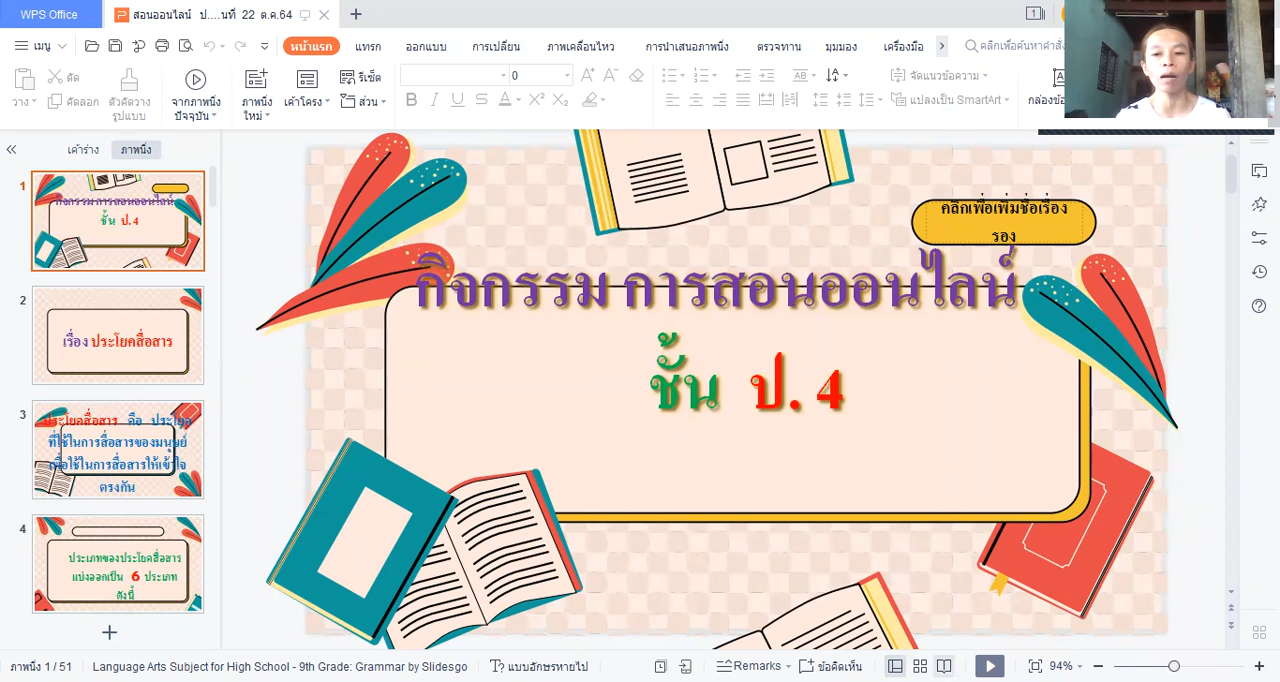 WPS Office
สอนออนไลน์ ป....นที่ 22 ต.ค.64
1
เมนู
หน้าแรก
แทรก
ออกแบบ
การเปลี่ยน
ภาพเคลื่อนไหว
การนำเสนอภาพนิ่ง
ตรวจทาน
มุมมอง
เครื่องมือ
คลิกเพื่อค้นหาคำสั่ง
วาง
ตัด
คัดลอก
ตัวคัดวาง
รูปแบบ
จากภาพนิ่ง
ปัจจุบัน
ภาพนิ่ง
ใหม่
เค้าโครง
รีเซ็ต
ส่วน
0
B I U S A X² X₂
AB
จัดแนวข้อความ
แปลงเป็น SmartArt
กล่องข้อ
เค้าร่าง
ภาพนิ่ง
1
กิจกรรม การสอนออนไลน์
ชั้น ป.4
2
เรื่อง ประโยคสื่อสาร
3
ประโยคสื่อสาร คือ ประโยค
ที่ใช้ในการสื่อสารของมนุษย์
เพื่อใช้ในการสื่อสารให้เข้าใจ
ตรงกัน
4
ประเภทของประโยคสื่อสาร
แบ่งออกเป็น 6 ประเภท
ดังนี้
คลิกเพื่อเพิ่มชื่อเรื่อง
รอง
กิจกรรม การสอนออนไลน์
ชั้น ป. 4
ภาพนิ่ง 1 / 51
Language Arts Subject for High School - 9th Grade: Grammar by Slidesgo
แบบอักษรหายไป
Remarks
ข้อคิดเห็น
94%